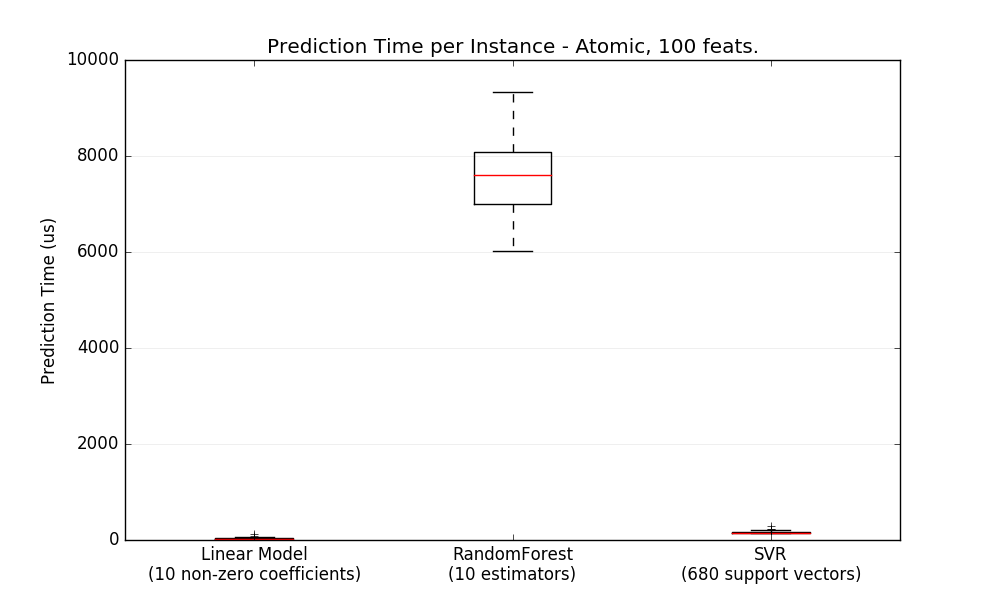 Prediction Time per Instance - Atomic, 100 feats.
10000
8000
6000
4000
2000
0
Prediction Time (us)
Linear Model
(10 non-zero coefficients)
RandomForest
(10 estimators)
SVR
(680 support vectors)